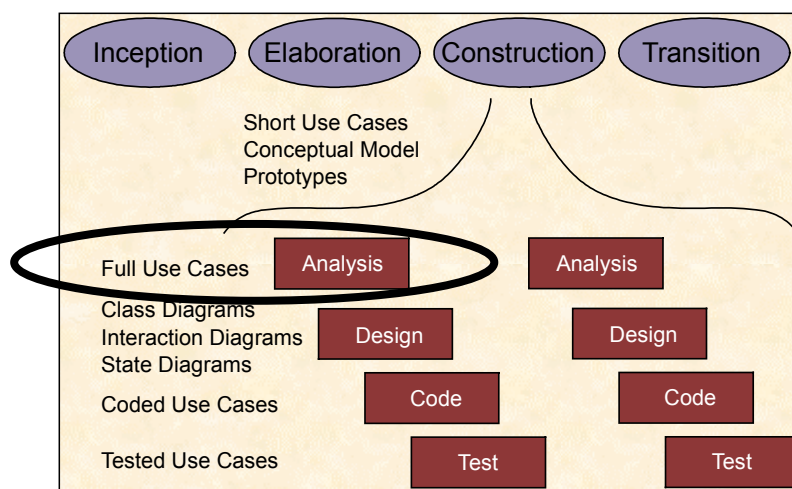 Inception Elaboration Construction Transition
Short Use Cases
Conceptual Model
Prototypes
Full Use Cases Analysis Analysis
Class Diagrams
Interaction Diagrams Design Design
State Diagrams
Coded Use Cases Code Code
Tested Use Cases Test Test